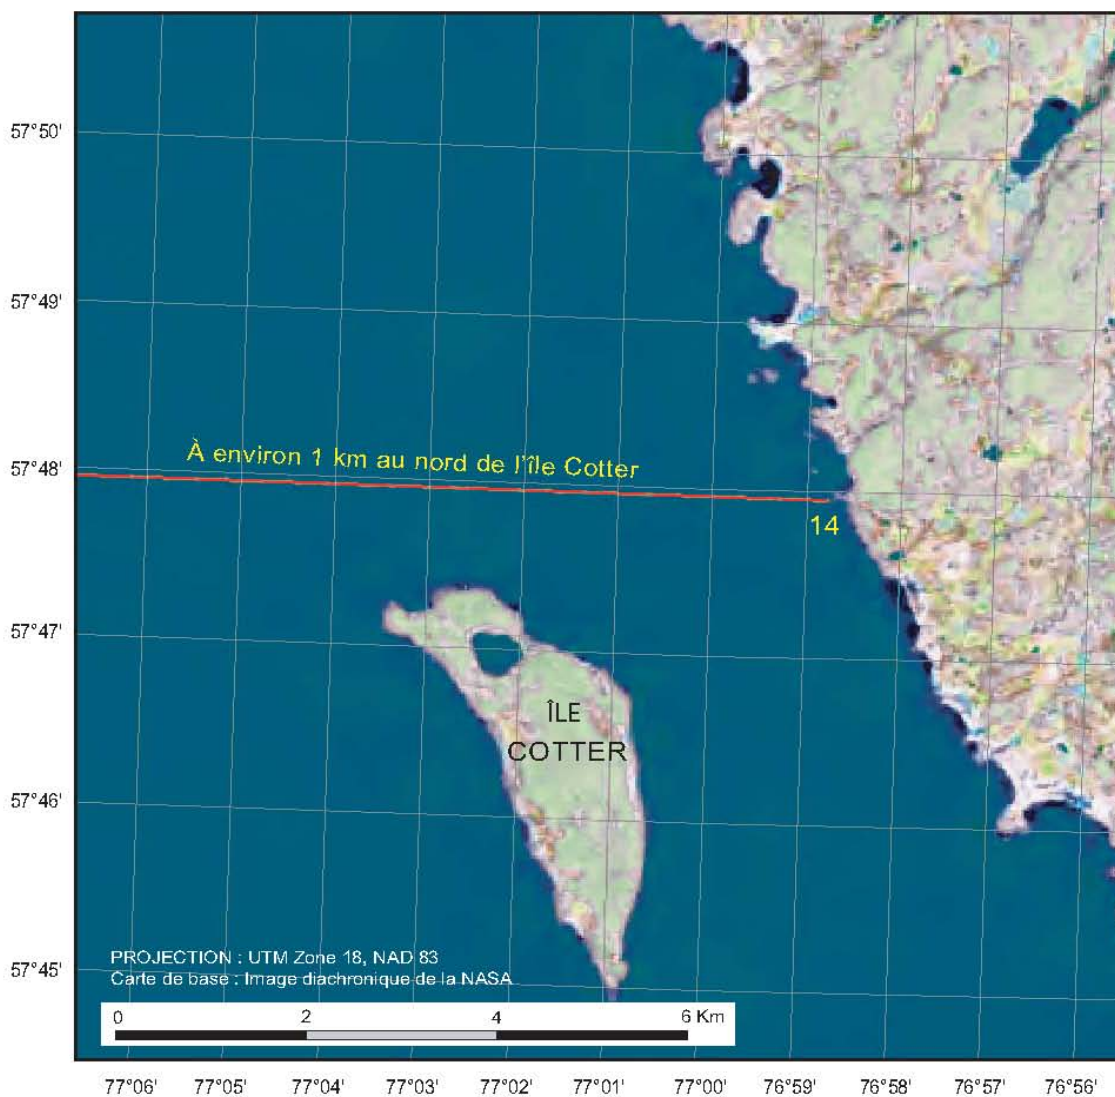 57°50'
57°49'
57°48'
57°47'
57°46'
57°45'
À environ 1 km au nord de l'île Cotter
14
ÎLE
COTTER
PROJECTION : UTM Zone 18, NAD 83
Carte de base : Image diachronique de la NASA
0 2 4 6 Km
77°06' 77°05' 77°04' 77°03' 77°02' 77°01' 77°00' 76°59' 76°58' 76°57' 76°56'